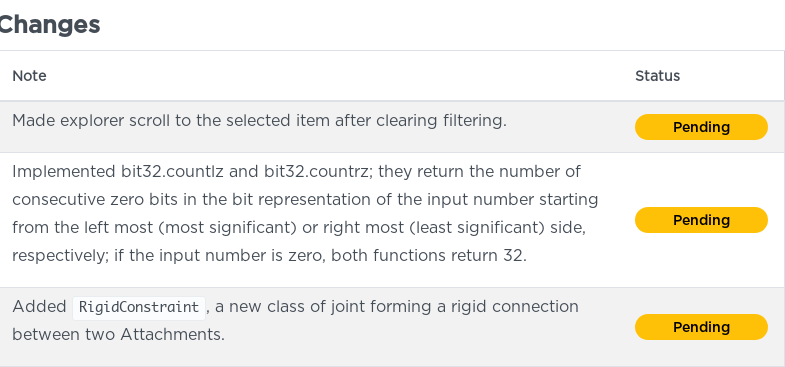 Changes
Note
Status
Made explorer scroll to the selected item after clearing filtering.
Pending
Implemented bit32.countlz and bit32.countrz; they return the number of
consecutive zero bits in the bit representation of the input number starting
from the left most (most significant) or right most (least significant) side,
respectively; if the input number is zero, both functions return 32.
Pending
Added RigidConstraint, a new class of joint forming a rigid connection
between two Attachments.
Pending